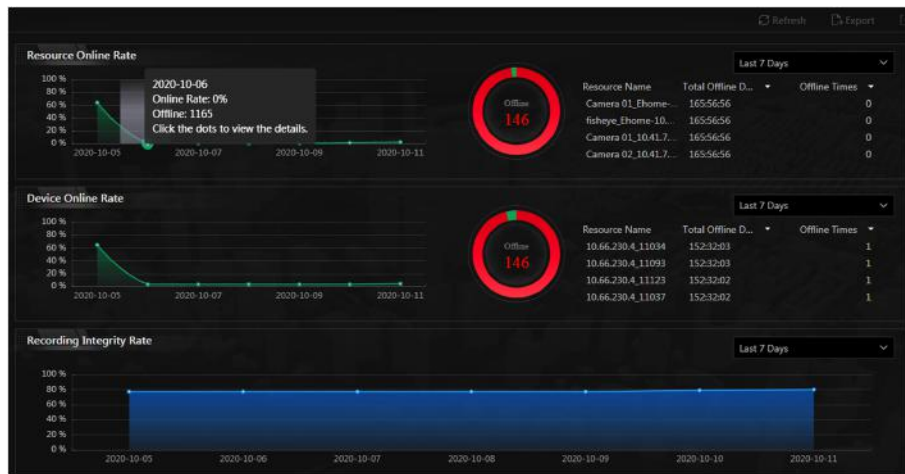 Refresh Export
Resource Online Rate
Last 7 Days
100 %
80 %
60 %
40 %
20 %
0 %
2020-10-05 2020-10-07 2020-10-09 2020-10-11
2020-10-06
Online Rate: 0%
Offline: 1165
Click the dots to view the details.
Offline
146
Resource Name Total Offline D... Offline Times
Camera 01_Ehome-... 165:56:56 0
fisheye_Ehome-10.... 165:56:56 0
Camera 01_10.41.7... 165:56:56 0
Camera 02_10.41.7... 165:56:56 0
Device Online Rate
Last 7 Days
100 %
80 %
60 %
40 %
20 %
0 %
2020-10-05 2020-10-07 2020-10-09 2020-10-11
Offline
146
Resource Name Total Offline D... Offline Times
10.66.230.4_11034 152:32:03 1
10.66.230.4_11093 152:32:03 1
10.66.230.4_11123 152:32:02 1
10.66.230.4_11037 152:32:02 1
Recording Integrity Rate
Last 7 Days
100 %
80 %
60 %
40 %
20 %
0 %
2020-10-05 2020-10-06 2020-10-07 2020-10-08 2020-10-09 2020-10-10 2020-10-11